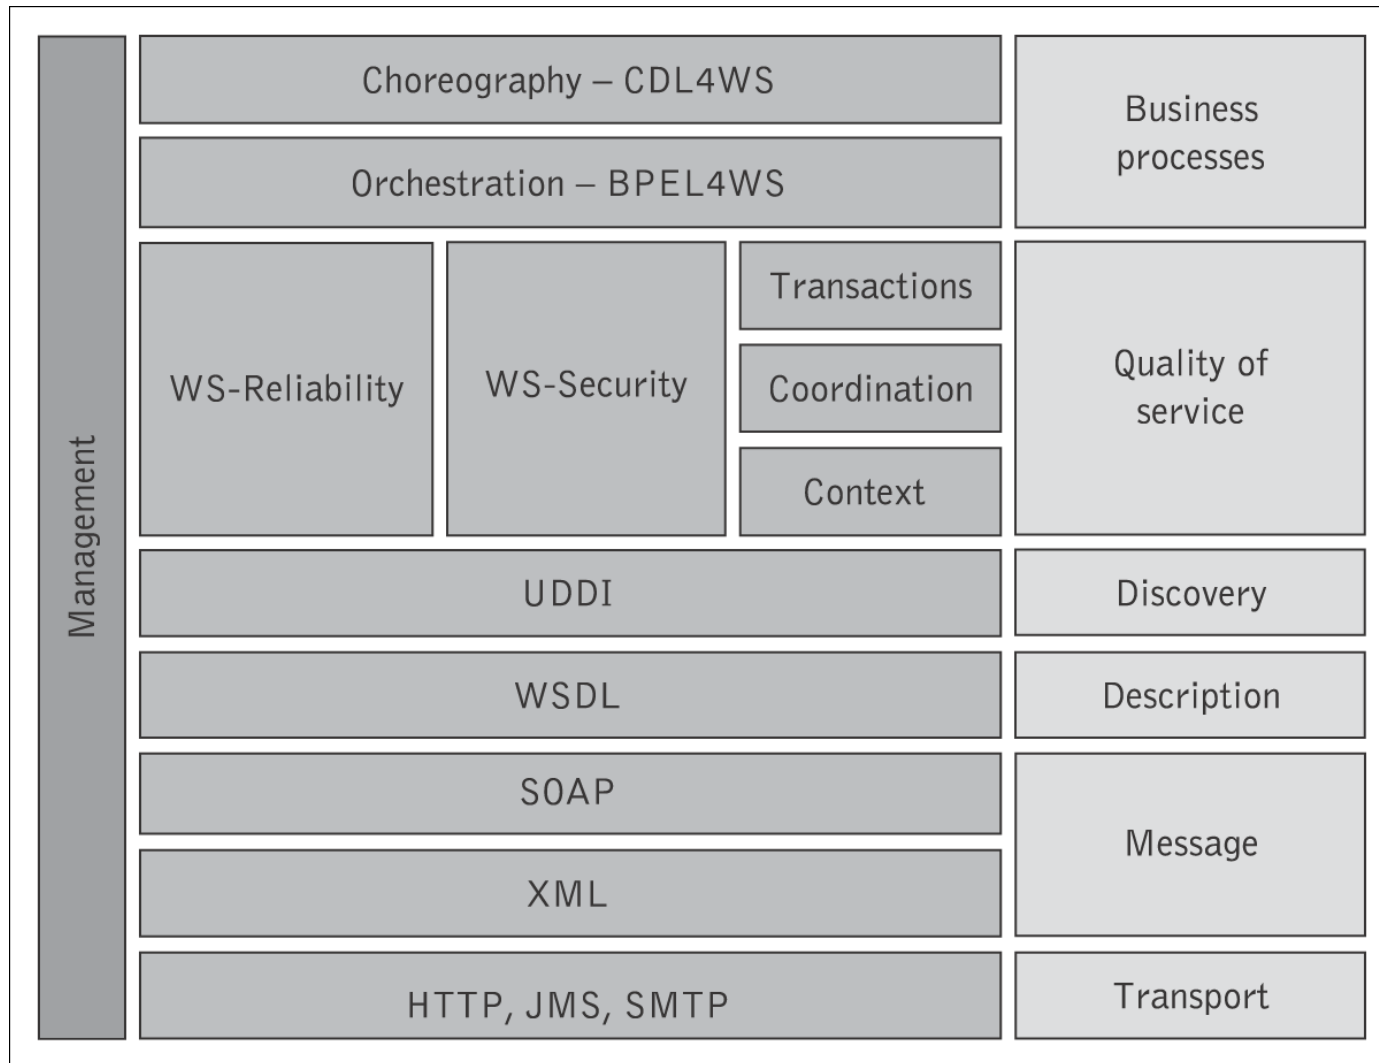 Choreography – CDL4WS
Business
processes
Orchestration – BPEL4WS
Management
WS-Reliability
WS-Security
Transactions
Coordination
Context
Quality of
service
UDDI
Discovery
WSDL
Description
SOAP
XML
Message
HTTP, JMS, SMTP
Transport